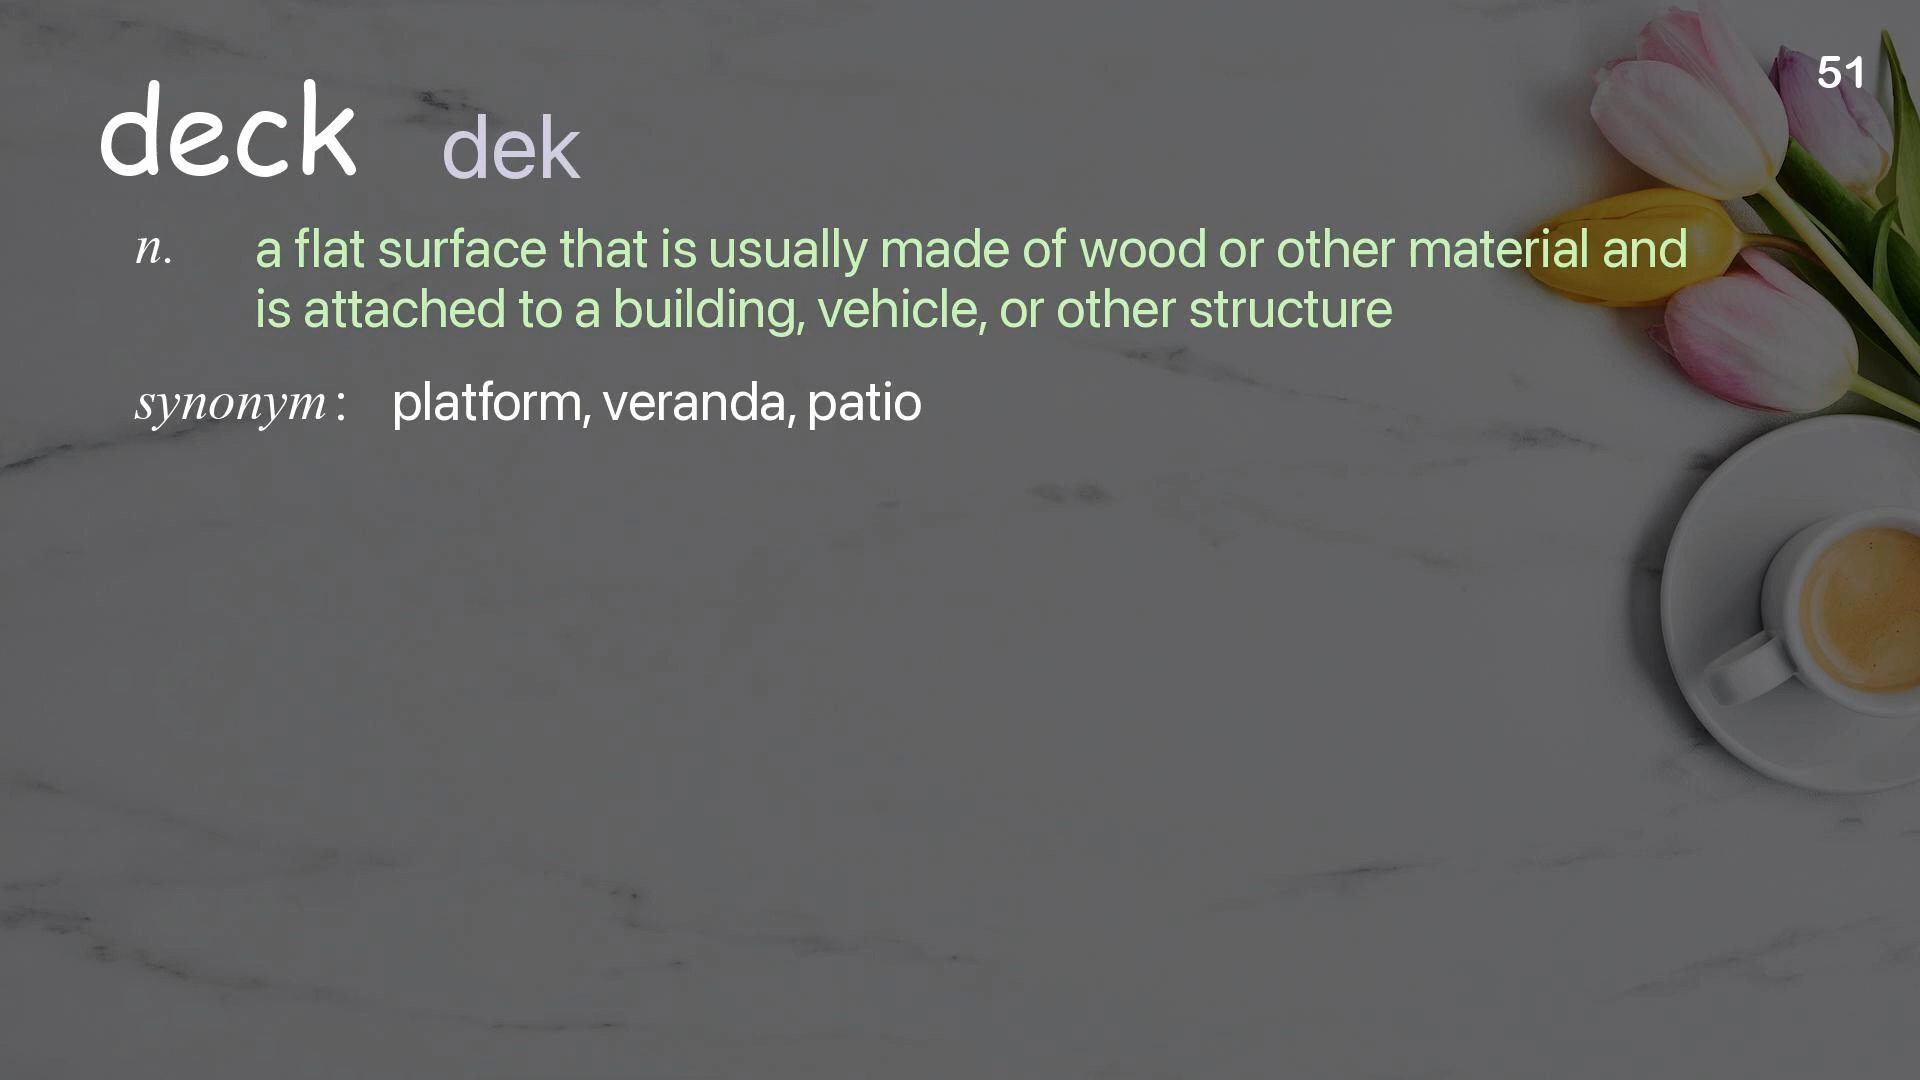 51
deck dek
n. a flat surface that is usually made of wood or other material and
is attached to a building, vehicle, or other structure
synonym: platform, veranda, patio